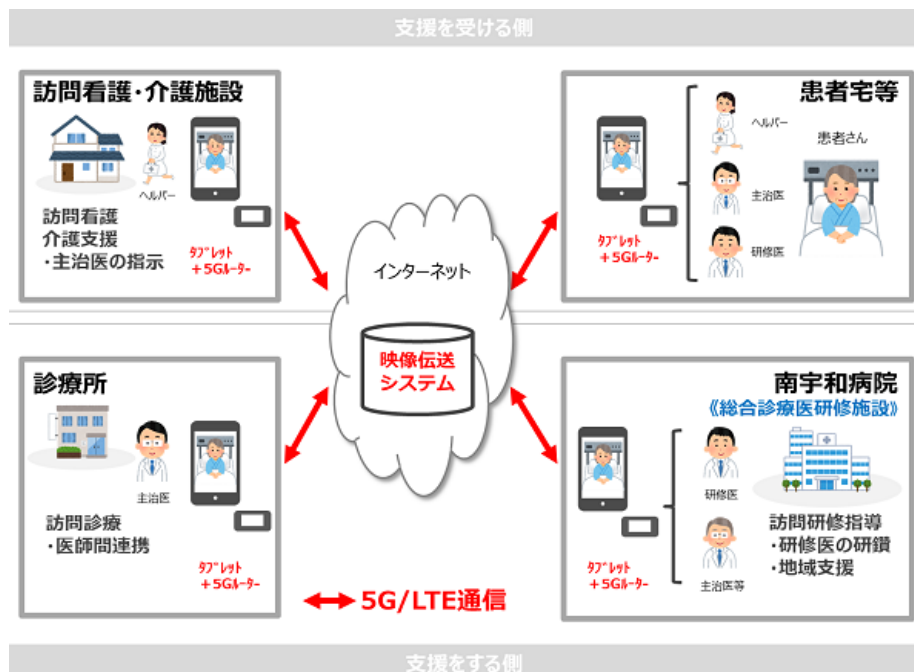 支援を受ける側
訪問看護・介護施設
ヘルパー
訪問看護
介護支援
・主治医の指示
タブレット
＋5Gルーター
患者宅等
ヘルパー
患者さん
主治医
研修医
タブレット
＋5Gルーター
インターネット
映像伝送
システム
診療所
主治医
訪問診療
・医師間連携
タブレット
＋5Gルーター
南宇和病院
《総合診療医研修施設》
研修医
主治医等
訪問研修指導
・研修医の研鑽
・地域支援
タブレット
＋5Gルーター
5G/LTE通信
支援をする側